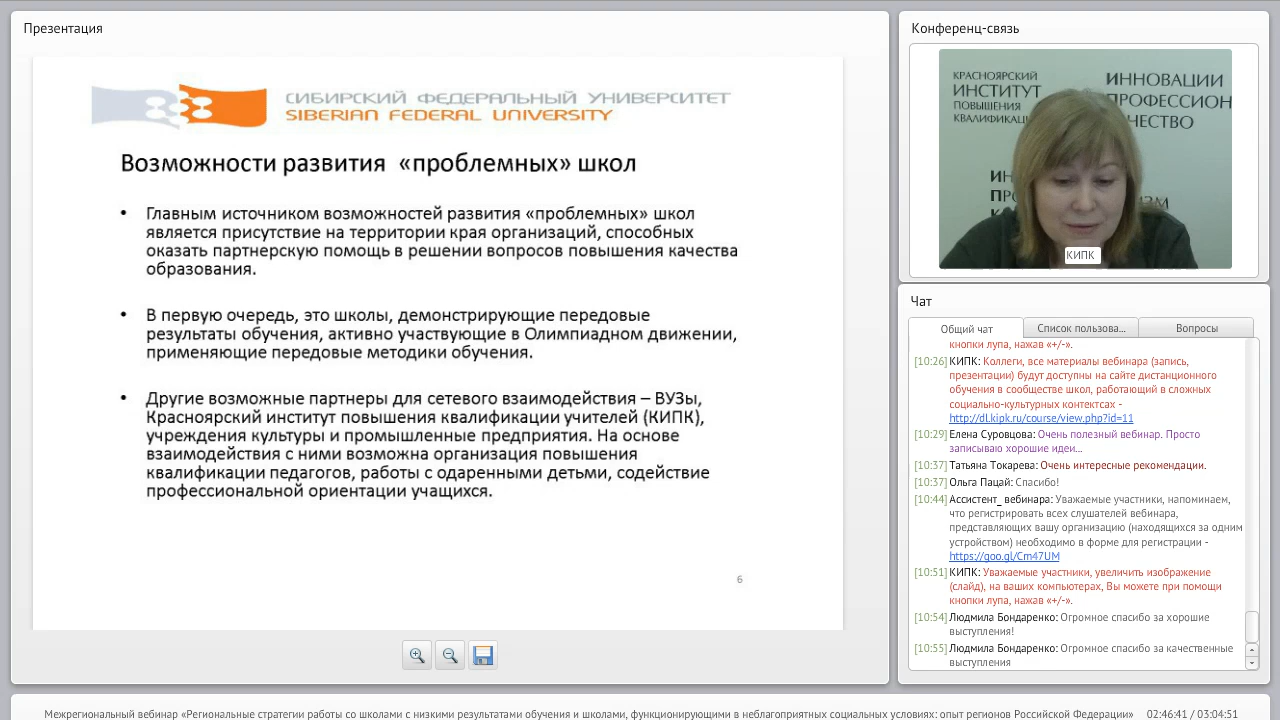 Презентация
СИБИРСКИЙ ФЕДЕРАЛЬНЫЙ УНИВЕРСИТЕТ
SIBERIAN FEDERAL UNIVERSITY
Возможности развития «проблемных» школ
• Главным источником возможностей развития «проблемных» школ
является присутствие на территории края организаций, способных
оказать партнерскую помощь в решении вопросов повышения качества
образования.
• В первую очередь, это школы, демонстрирующие передовые
результаты обучения, активно участвующие в Олимпиадном движении,
применяющие передовые методики обучения.
• Другие возможные партнеры для сетевого взаимодействия – ВУЗы,
Красноярский институт повышения квалификации учителей (КИПК),
учреждения культуры и промышленные предприятия. На основе
взаимодействия с ними возможна организация повышения
квалификации педагогов, работы с одаренными детьми, содействие
профессиональной ориентации учащихся.
6
Конференц-связь
КРАСНОЯРСКИЙ
ИНСТИТУТ
ПОВЫШЕНИЯ
КВАЛИФИКАЦИ
ИННОВАЦИИ
ПРОФЕССИОН
ЧЕСТВО
КИПК
Чат
Общий чат
Список пользова...
Вопросы
кнопки лупа, нажав «+/-».
[10:26] КИПК: Коллеги, все материалы вебинара (запись,
презентации) будут доступны на сайте дистанционного
обучения в сообществе школ, работающий в сложных
социально-культурных контекстах -
http://dl.kipk.ru/course/view.php?id=11
[10:29] Елена Суровцова: Очень полезный вебинар. Просто
записываю хорошие идеи...
[10:37] Татьяна Токарева: Очень интересные рекомендации.
[10:37] Ольга Пацай: Спасибо!
[10:44] Ассистент_ вебинара: Уважаемые участники, напоминаем,
что регистрировать всех слушателей вебинара,
представляющих вашу организацию (находящихся за одним
устройством) необходимо в форме для регистрации -
https://goo.gl/Cm47UM
[10:51] КИПК: Уважаемые участники, увеличить изображение
(слайд), на ваших компьютерах, Вы можете при помощи
кнопки лупа, нажав «+/-».
[10:54] Людмила Бондаренко: Огромное спасибо за хорошие
выступления!
[10:55] Людмила Бондаренко: Огромное спасибо за качественные
выступления
Межрегиональный вебинар «Региональные стратегии работы со школами с низкими результатами обучения и школами, функционирующими в неблагоприятных социальных условиях: опыт регионов Российской Федерации» 02:46:41 / 03:04:51